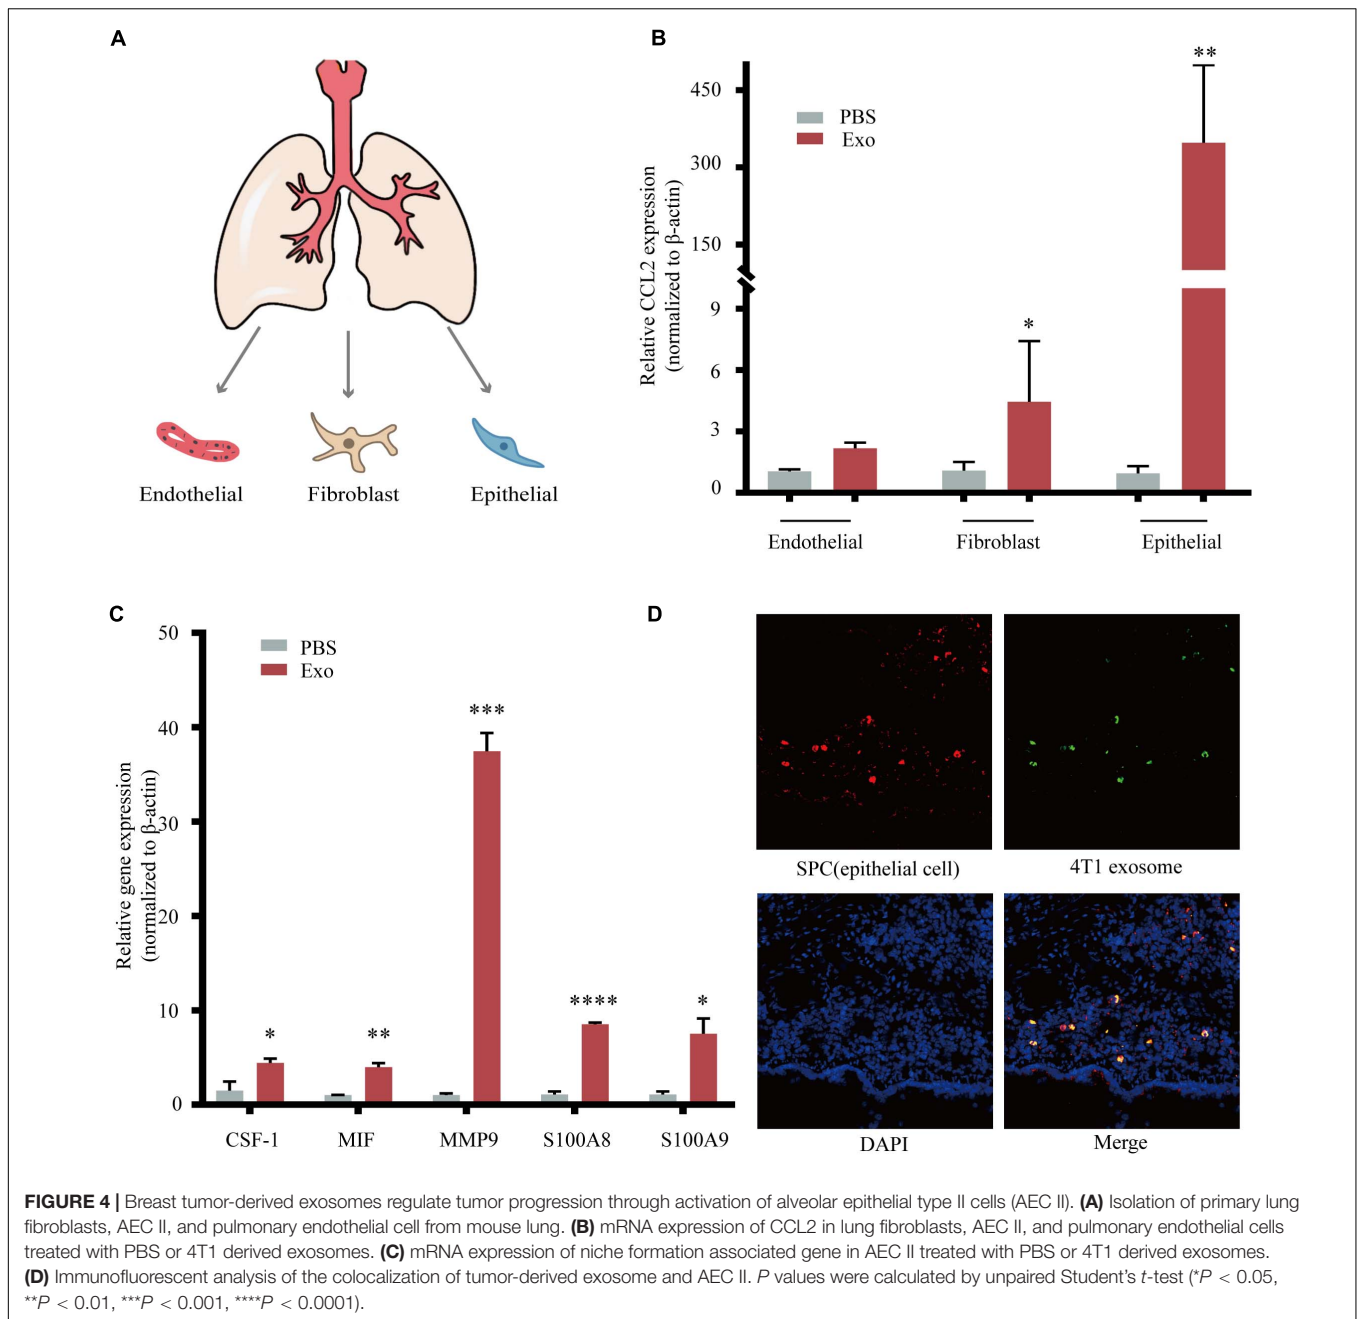 A
Endothelial
Fibroblast
Epithelial
B
Relative CCL2 expression
(normalized to β-actin)
450
300
150
9
6
3
0
PBS
Exo
*
**
Endothelial
Fibroblast
Epithelial
C
Relative gene expression
(normalized to β-actin)
50
40
30
20
10
0
PBS
Exo
*
**
***
****
*
CSF-1
MIF
MMP9
S100A8
S100A9
D
SPC(epithelial cell)
4T1 exosome
DAPI
Merge
FIGURE 4 | Breast tumor-derived exosomes regulate tumor progression through activation of alveolar epithelial type II cells (AEC II). (A) Isolation of primary lung
fibroblasts, AEC II, and pulmonary endothelial cell from mouse lung. (B) mRNA expression of CCL2 in lung fibroblasts, AEC II, and pulmonary endothelial cells
treated with PBS or 4T1 derived exosomes. (C) mRNA expression of niche formation associated gene in AEC II treated with PBS or 4T1 derived exosomes.
(D) Immunofluorescent analysis of the colocalization of tumor-derived exosome and AEC II. P values were calculated by unpaired Student's t-test (*P < 0.05,
**P < 0.01, ***P < 0.001, ****P < 0.0001).